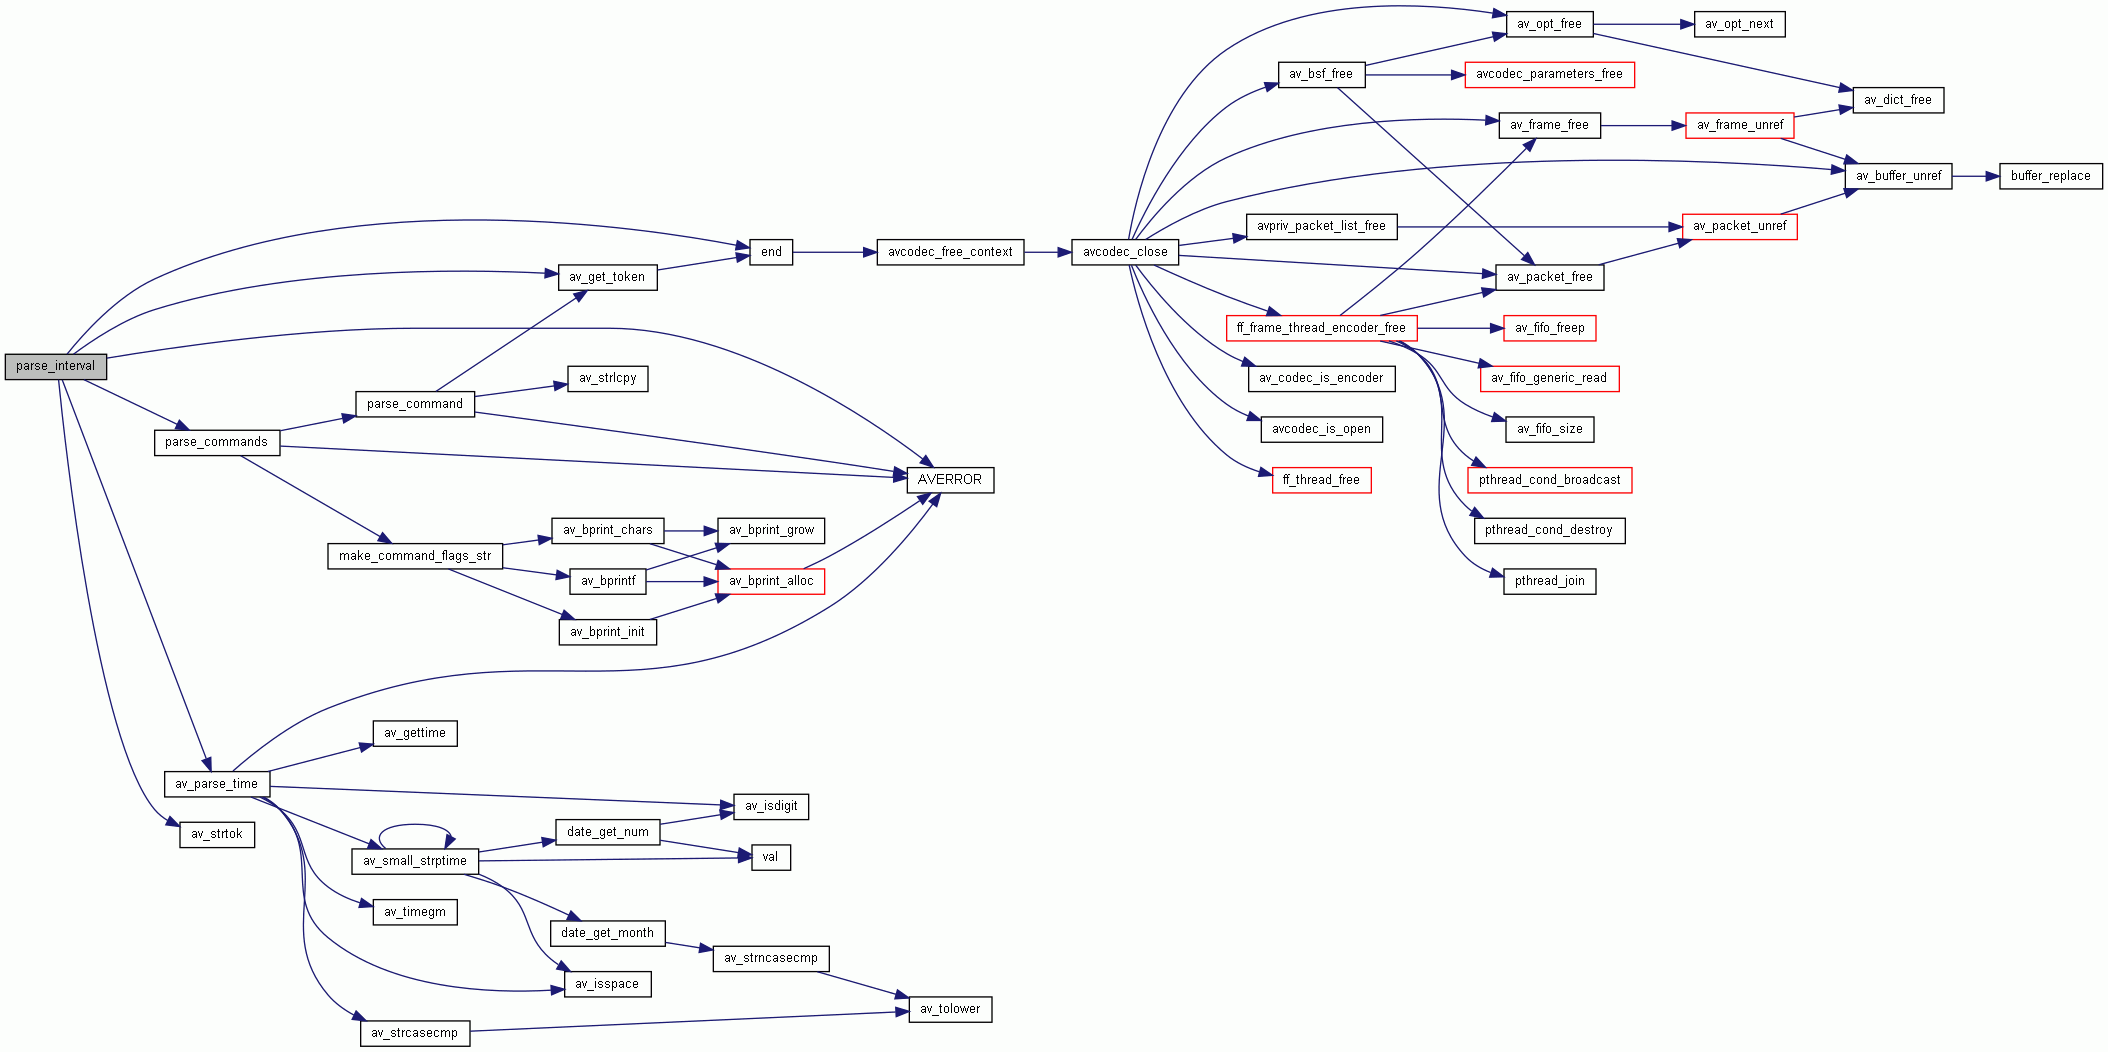 av_opt_free
av_opt_next
av_bsf_free
avcodec_parameters_free
av_dict_free
av_frame_free
av_frame_unref
av_buffer_unref
buffer_replace
avpriv_packet_list_free
av_packet_unref
end
avcodec_free_context
avcodec_close
av_get_token
av_packet_free
ff_frame_thread_encoder_free
av_fifo_freep
parse_interval
av_strlcpy
av_codec_is_encoder
av_fifo_generic_read
parse_command
parse_commands
avcodec_is_open
av_fifo_size
AVERROR
ff_thread_free
pthread_cond_broadcast
av_bprint_chars
av_bprint_grow
pthread_cond_destroy
make_command_flags_str
av_bprintf
av_bprint_alloc
pthread_join
av_bprint_init
av_gettime
av_parse_time
av_isdigit
av_strtok
date_get_num
av_small_strptime
val
av_timegm
date_get_month
av_strncasecmp
av_isspace
av_tolower
av_strcasecmp